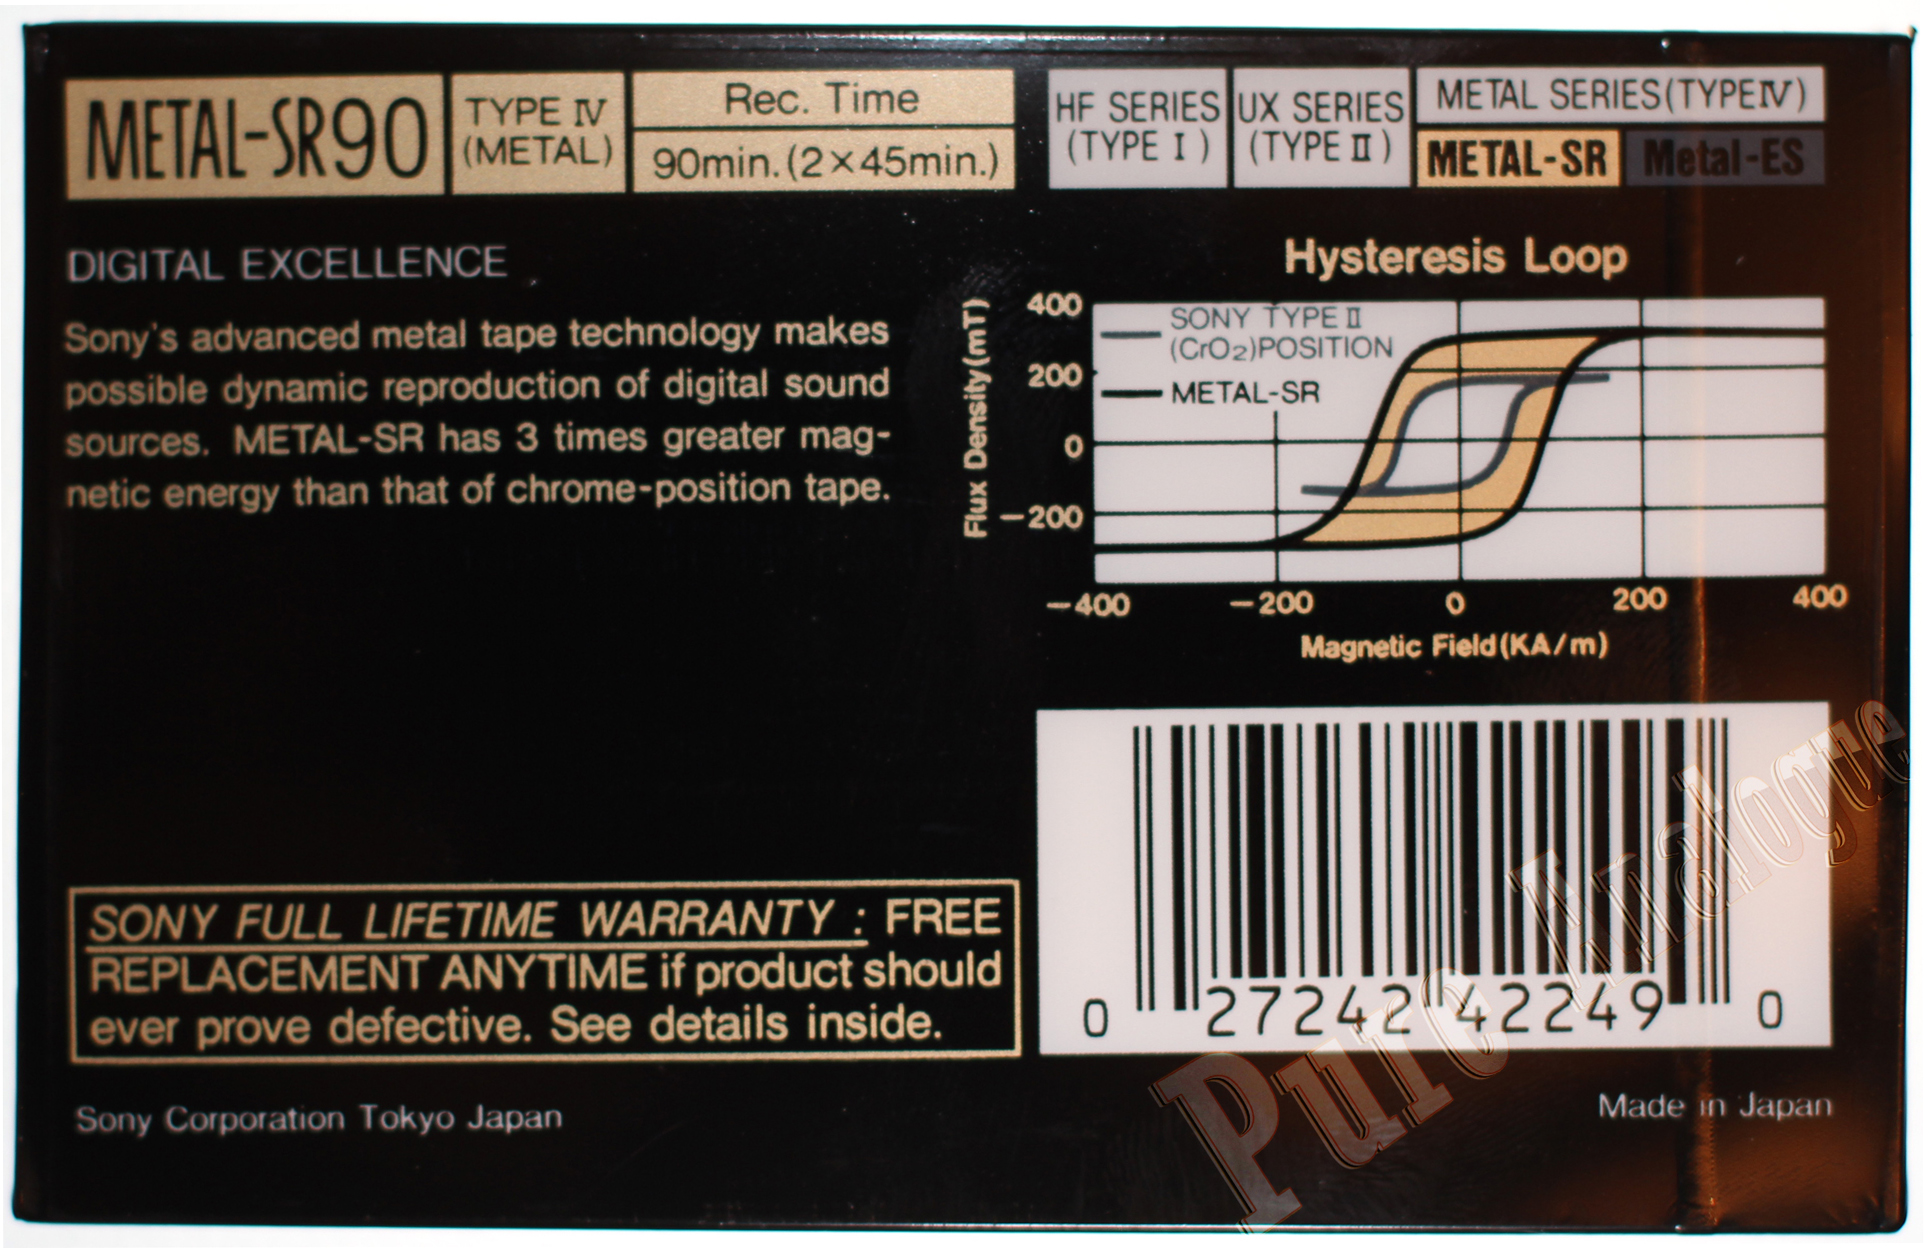 METAL-SR90
TYPE IV
(METAL)
Rec. Time
90min. (2×45min.)
HF SERIES
(TYPE I)
UX SERIES
(TYPE II)
METAL SERIES (TYPE IV)
METAL-SR
Metal-ES
DIGITAL EXCELLENCE
Sony's advanced metal tape technology makes
possible dynamic reproduction of digital sound
sources. METAL-SR has 3 times greater mag-
netic energy than that of chrome-position tape.
Hysteresis Loop
Flux Density (mT)
400
200
0
−200
SONY TYPE II
(CrO₂) POSITION
METAL-SR
−400
−200
0
200
400
Magnetic Field (KA/m)
0 27242 42249 0
SONY FULL LIFETIME WARRANTY : FREE
REPLACEMENT ANYTIME if product should
ever prove defective. See details inside.
Sony Corporation Tokyo Japan
Made in Japan
Pure Analogue